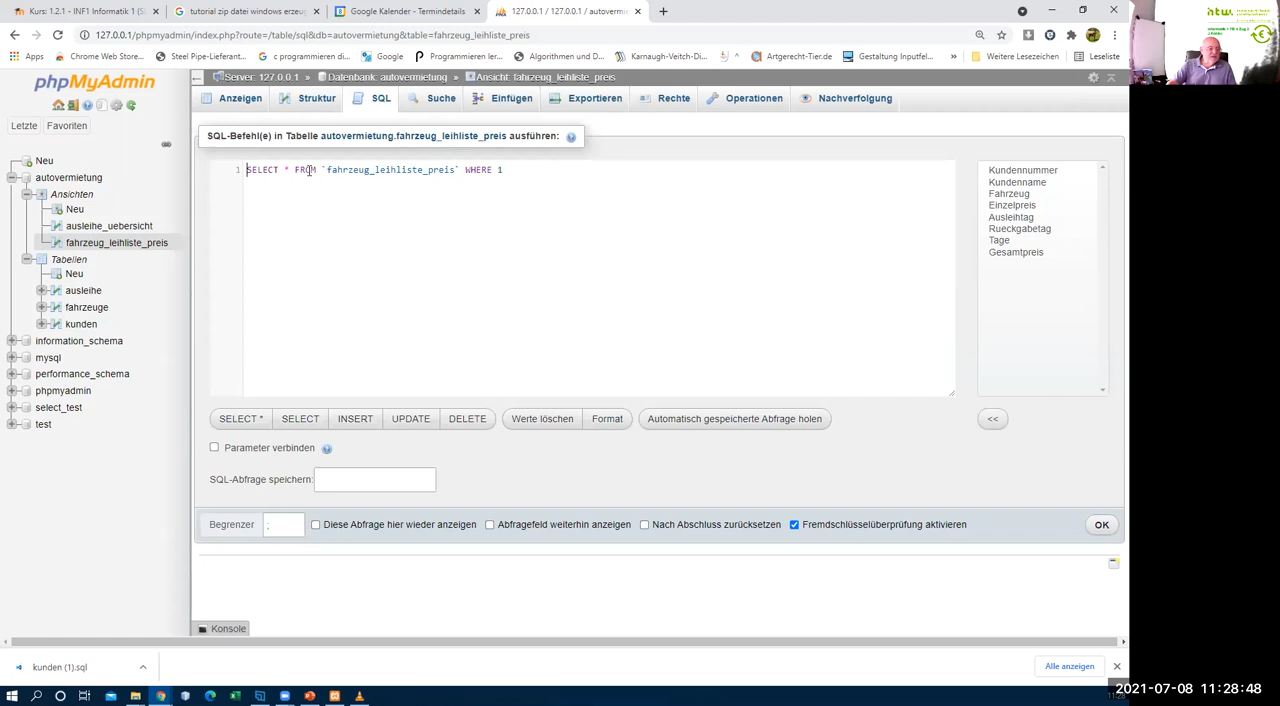 Kurs: 1.2.1 - INF1 Informatik 1 (S
tutorial zip datei windows erzeug
Google Kalender - Termindetails
127.0.0.1 / 127.0.0.1 / autovermie
127.0.0.1/phpmyadmin/index.php?route=/table/sql&db=autovermietung&table=fahrzeug_leihliste_
Apps
Chrome Web Store...
Steel Pipe-Lieferant...
c programmieren d...
Google
Programmieren ler...
Algorithmen und D...
Karnaugh-Veitch-Di...
Artgerecht-Tier.de
Gestaltung Inputfel...
»
Weitere Lesezeichen
Leseliste
phpMyAdmin
Letzte
Favoriten
Neu
autovermietung
Ansichten
Neu
ausleihe_uebersicht
fahrzeug_leihliste_preis
Tabellen
Neu
ausleihe
fahrzeuge
kunden
information_schema
mysql
performance_schema
phpmyadmin
select_test
test
Server: 127.0.0.1 » Datenbank: autovermietung » Ansicht: fahrzeug_leihliste_preis
Anzeigen
Struktur
SQL
Suche
Einfügen
Exportieren
Rechte
Operationen
Nachverfolgung
SQL-Befehl(e) in Tabelle autovermietung.fahrzeug_leihliste_preis ausführen:
1 SELECT * FROM `fahrzeug_leihliste_preis` WHERE 1
Kundennummer
Kundenname
Fahrzeug
Einzelpreis
Ausleihtag
Rueckgabetag
Tage
Gesamtpreis
SELECT *
SELECT
INSERT
UPDATE
DELETE
Werte löschen
Format
Automatisch gespeicherte Abfrage holen
<<
Parameter verbinden
SQL-Abfrage speichern:
Begrenzer ;
Diese Abfrage hier wieder anzeigen
Abfragefeld weiterhin anzeigen
Nach Abschluss zurücksetzen
Fremdschlüsselüberprüfung aktivieren
OK
Konsole
kunden (1).sql
Alle anzeigen
2021-07-08 11:28:48